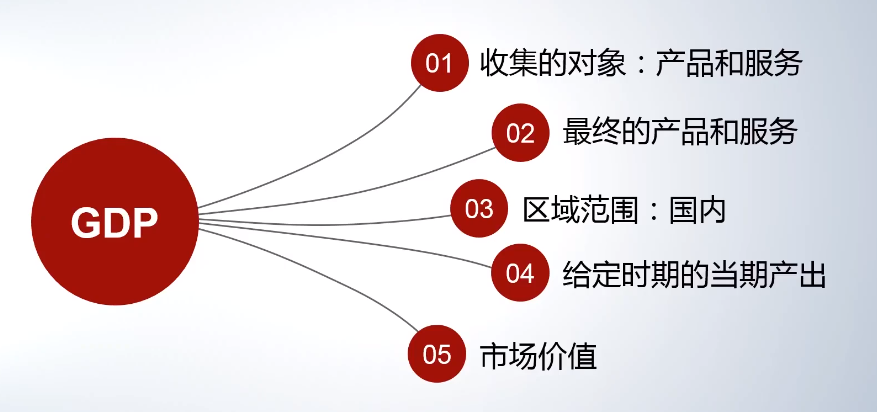 GDP
01 收集的对象：产品和服务
02 最终的产品和服务
03 区域范围：国内
04 给定时期的当期产出
05 市场价值